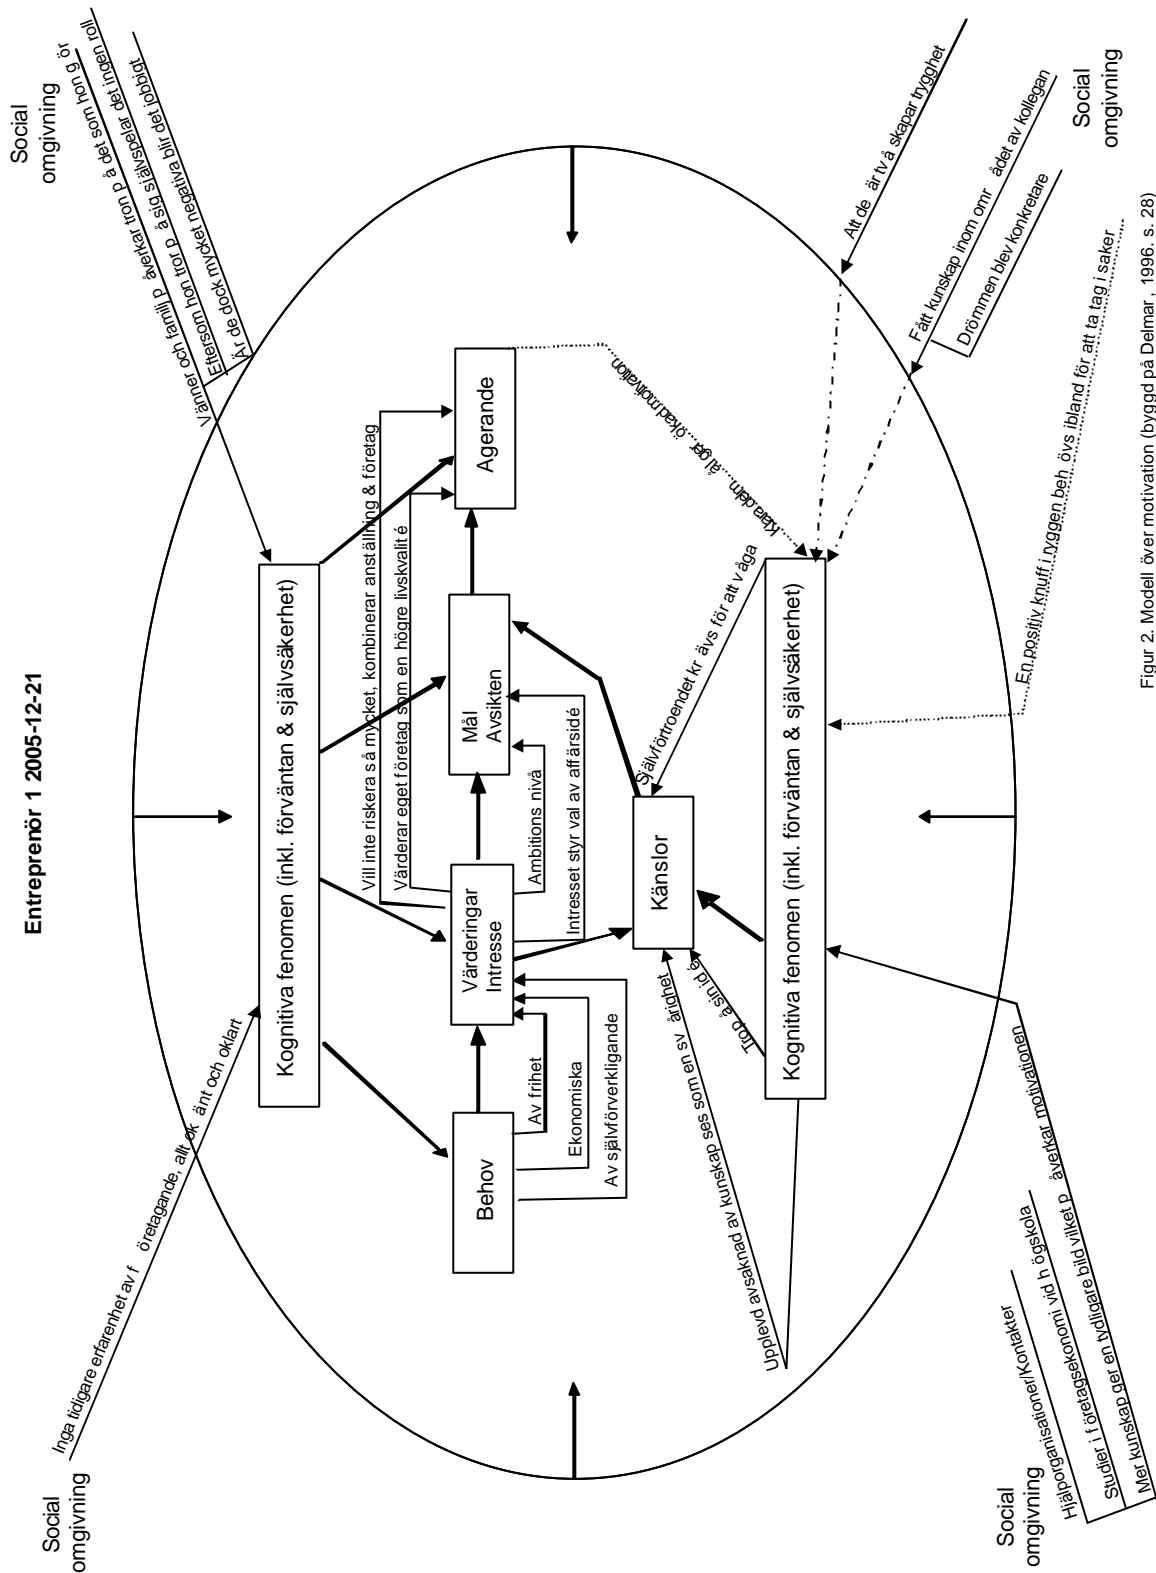 Entreprenör 1 2005-12-21
Social
omgivning
Social
omgivning
Inga tidigare erfarenhet av företagande, allt okänt och oklart
Vänner och familj påverkar tron på det som hon gör
Eftersom hon tror på sig själv spelar det ingen roll
Är de dock mycket negativa blir det jobbigt
Kognitiva fenomen (inkl. förväntan & självsäkerhet)
Vill inte riskera så mycket, kombinerar anställning & företag
Värderar eget företag som en högre livskvalité
Behov
Värderingar
Intresse
Mål
Avsikten
Agerande
Av frihet
Ekonomiska
Av självförverkligande
Ambitions nivå
Intresset styr val av affärsidé
Klara delmål ger ökad motivation
Känslor
Självförtroendet krävs för att våga
Tro på sin idé
Upplevd avsaknad av kunskap ses som en svårighet
Kognitiva fenomen (inkl. förväntan & självsäkerhet)
Att de är två skapar trygghet
Fått kunskap inom området av kollegan
Drömmen blev konkretare
En positiv knuff i ryggen behövs ibland för att ta tag i saker
Social
omgivning
Social
omgivning
Hjälporganisationer/Kontakter
Studier i företagsekonomi vid högskola
Mer kunskap ger en tydligare bild vilket påverkar motivationen
Figur 2. Modell över motivation (byggd på Delmar, 1996. s. 28)